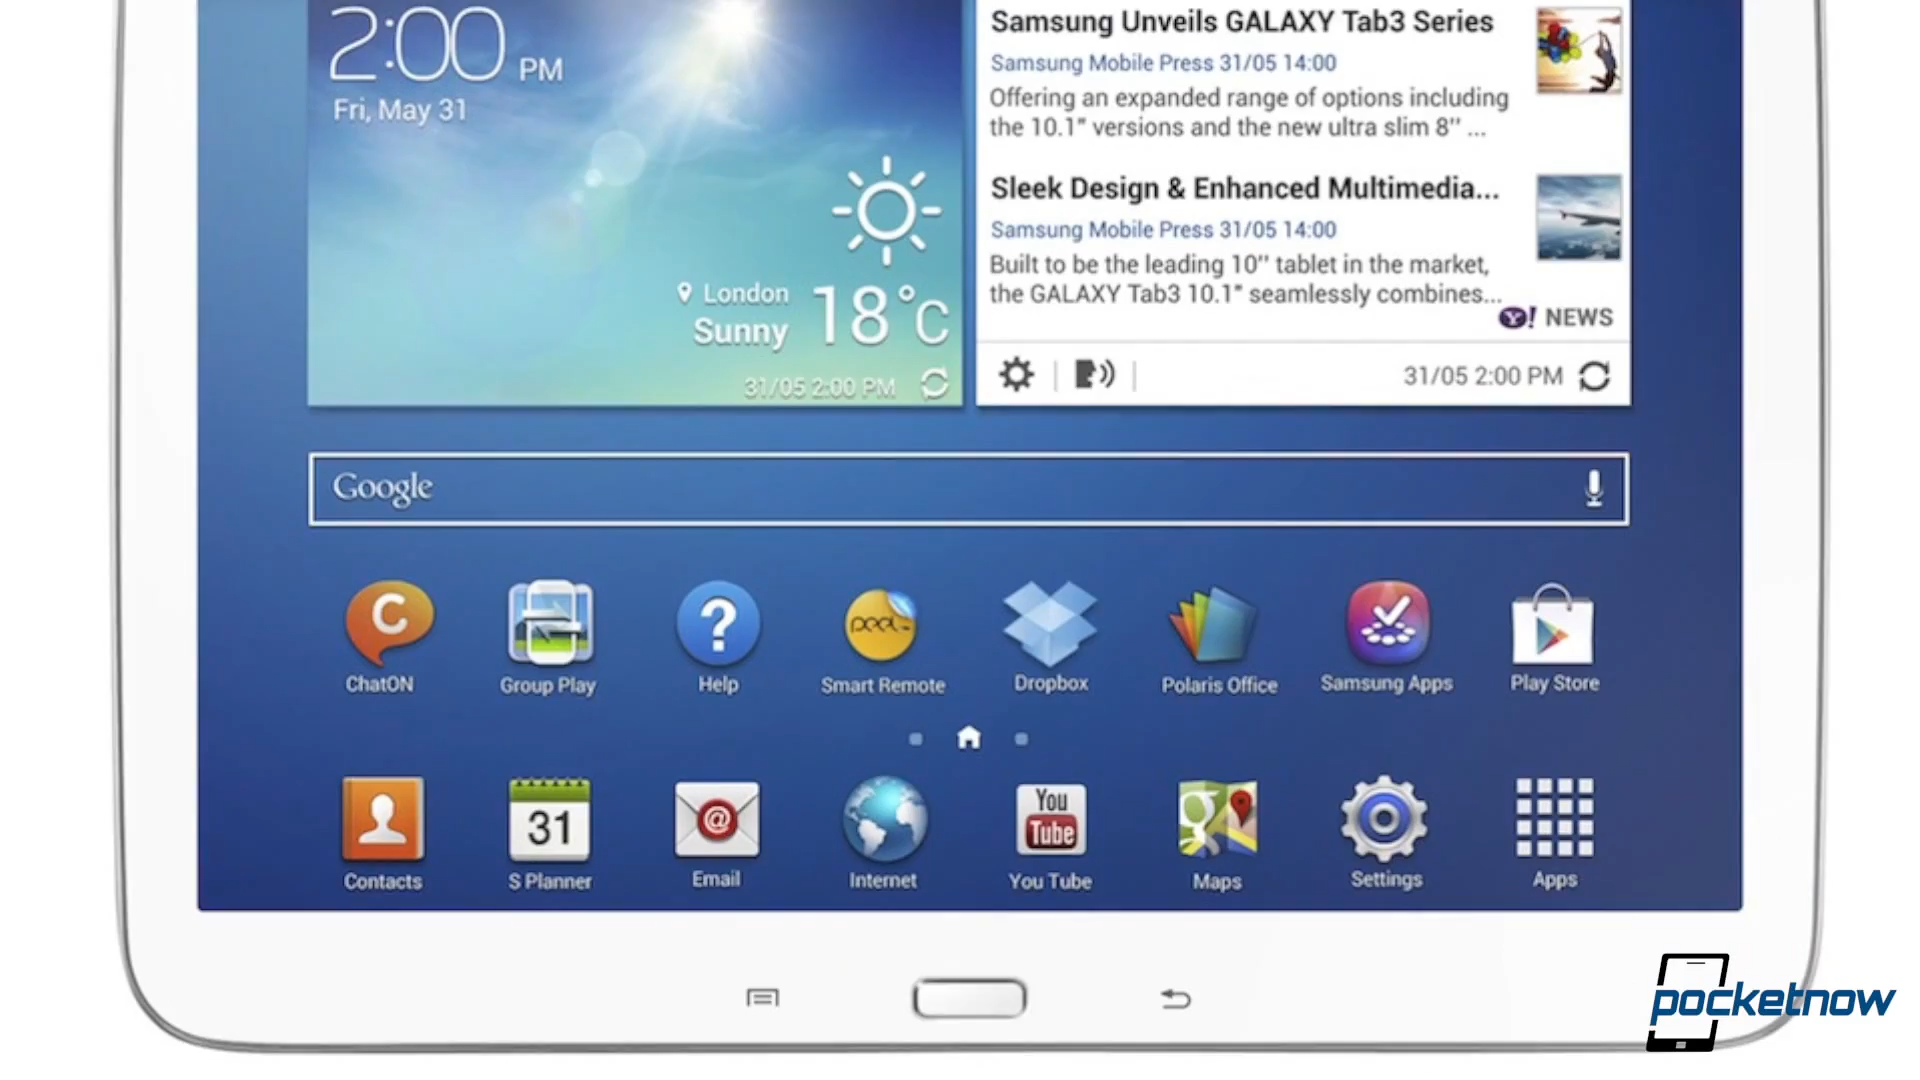 2:00 PM
Fri, May 31
London
Sunny
18°C
31/05 2:00 PM
Samsung Unveils GALAXY Tab3 Series
Samsung Mobile Press 31/05 14:00
Offering an expanded range of options including
the 10.1" versions and the new ultra slim 8" ...
Sleek Design & Enhanced Multimedia...
Samsung Mobile Press 31/05 14:00
Built to be the leading 10" tablet in the market,
the GALAXY Tab3 10.1" seamlessly combines...
Y! NEWS
31/05 2:00 PM
Google
C
?
peel
ChatON Group Play Help Smart Remote Dropbox Polaris Office Samsung Apps Play Store
31
@
You
Tube
g
Contacts S Planner Email Internet You Tube Maps Settings Apps
pocketnow